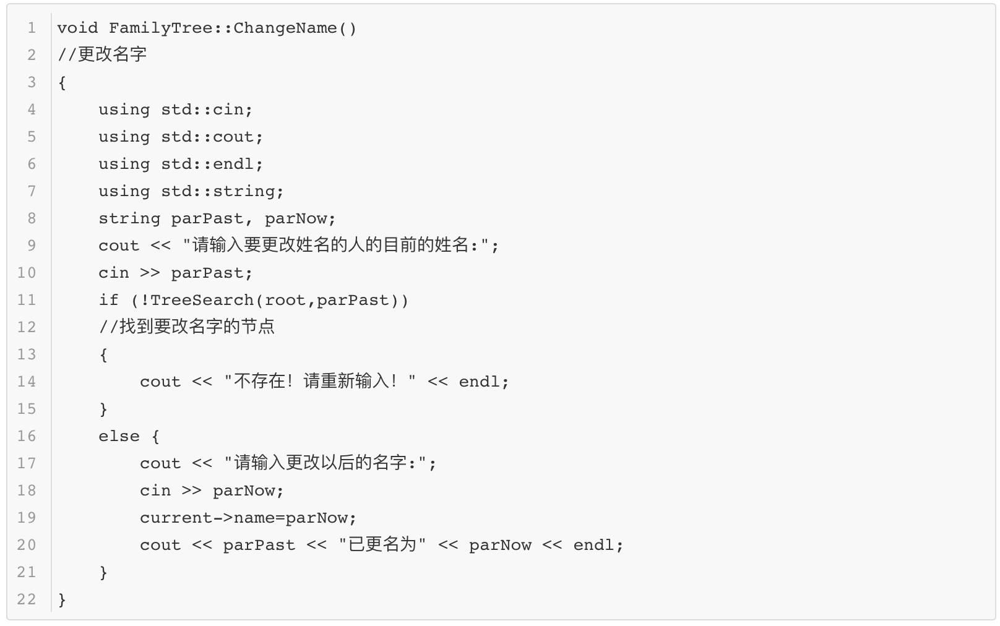 1 void FamilyTree::ChangeName()
2 //更改名字
3 {
4     using std::cin;
5     using std::cout;
6     using std::endl;
7     using std::string;
8     string parPast, parNow;
9     cout << "请输入要更改姓名的人的目前的姓名:";
10     cin >> parPast;
11     if (!TreeSearch(root,parPast))
12     //找到要改名字的节点
13     {
14         cout << "不存在！请重新输入！" << endl;
15     }
16     else {
17         cout << "请输入更改以后的名字:";
18         cin >> parNow;
19         current->name=parNow;
20         cout << parPast << "已更名为" << parNow << endl;
21     }
22 }